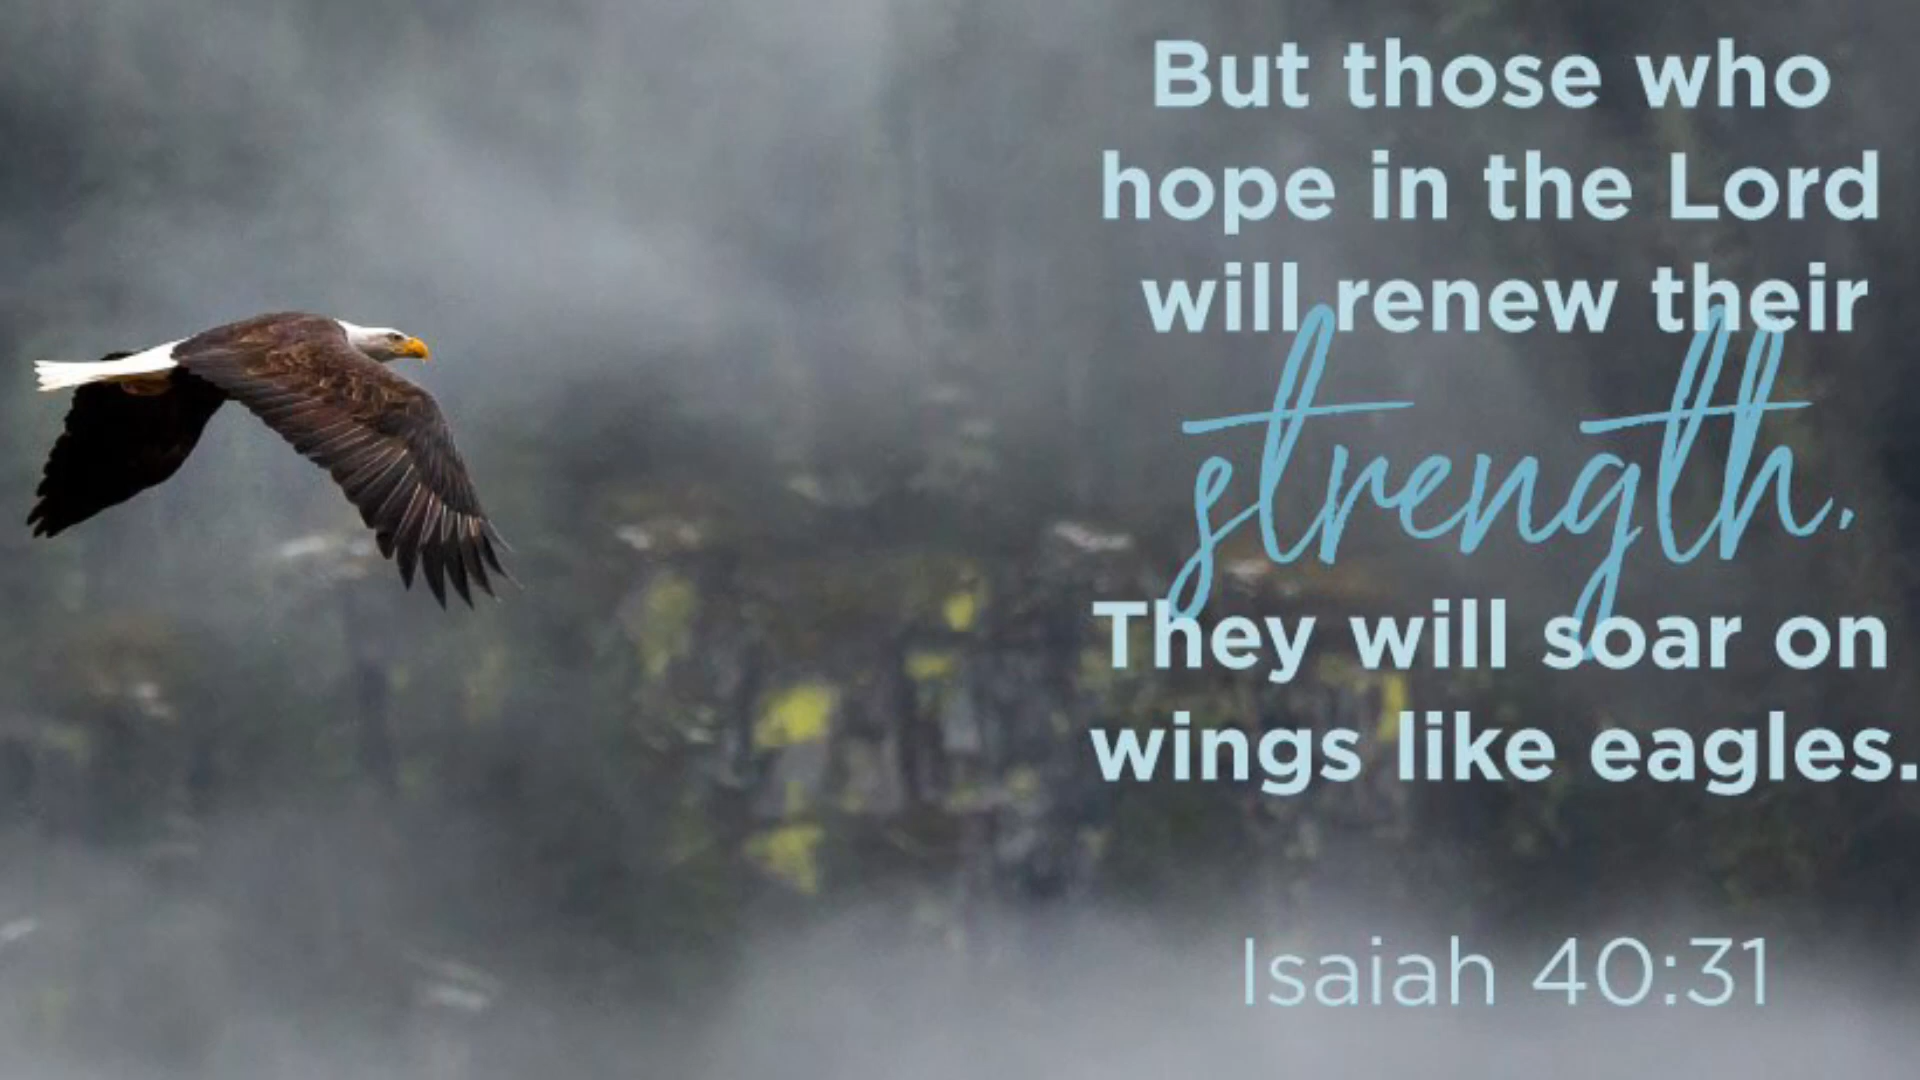 But those who
hope in the Lord
will renew their
strength.
They will soar on
wings like eagles.
Isaiah 40:31